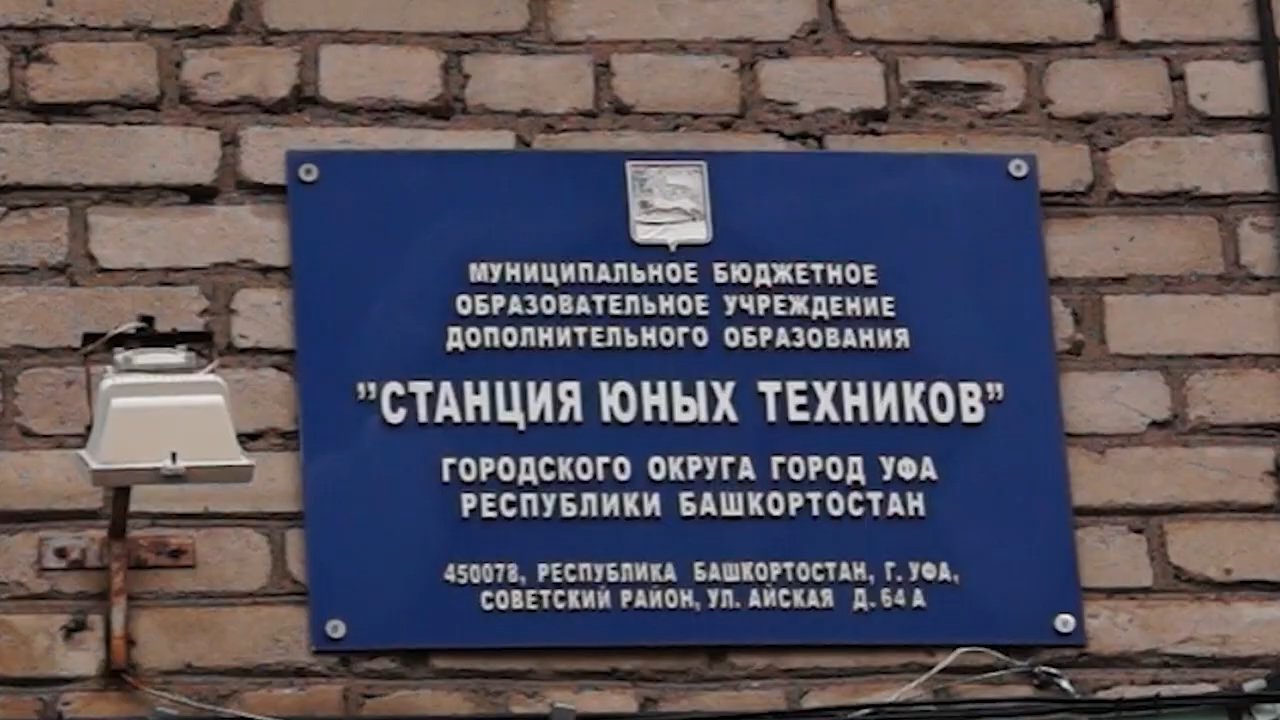 МУНИЦИПАЛЬНОЕ БЮДЖЕТНОЕ
ОБРАЗОВАТЕЛЬНОЕ УЧРЕЖДЕНИЕ
ДОПОЛНИТЕЛЬНОГО ОБРАЗОВАНИЯ
”СТАНЦИЯ ЮНЫХ ТЕХНИКОВ”
ГОРОДСКОГО ОКРУГА ГОРОД УФА
РЕСПУБЛИКИ БАШКОРТОСТАН
450078, РЕСПУБЛИКА БАШКОРТОСТАН, Г. УФА,
СОВЕТСКИЙ РАЙОН, УЛ. АЙСКАЯ Д. 64 А